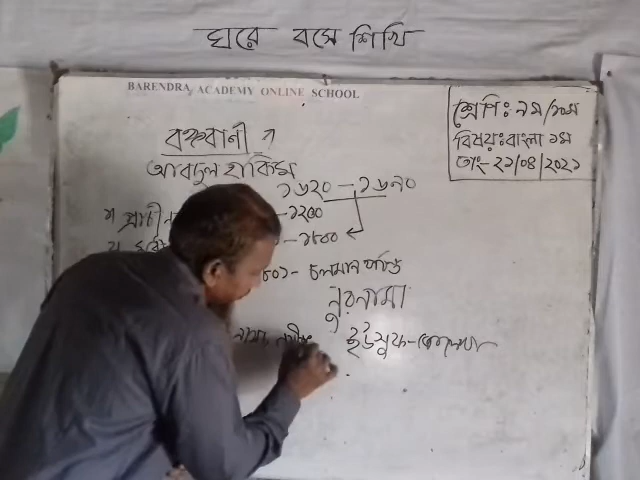 ঘরে বসে শিখি
BARENDRA ACADEMY ONLINE SCHOOL
শ্রেণি: ৯ম/১০ম
বিষয়: বাংলা ১ম
তাং- ২১/০৪/২০২১
বঙ্গবাণী
আবদুল হাকিম
১৬২০ - ১৬৯০
১২০০
১৮০০
৮০১ - চলমান
নুরনামা
ইউসুফ-